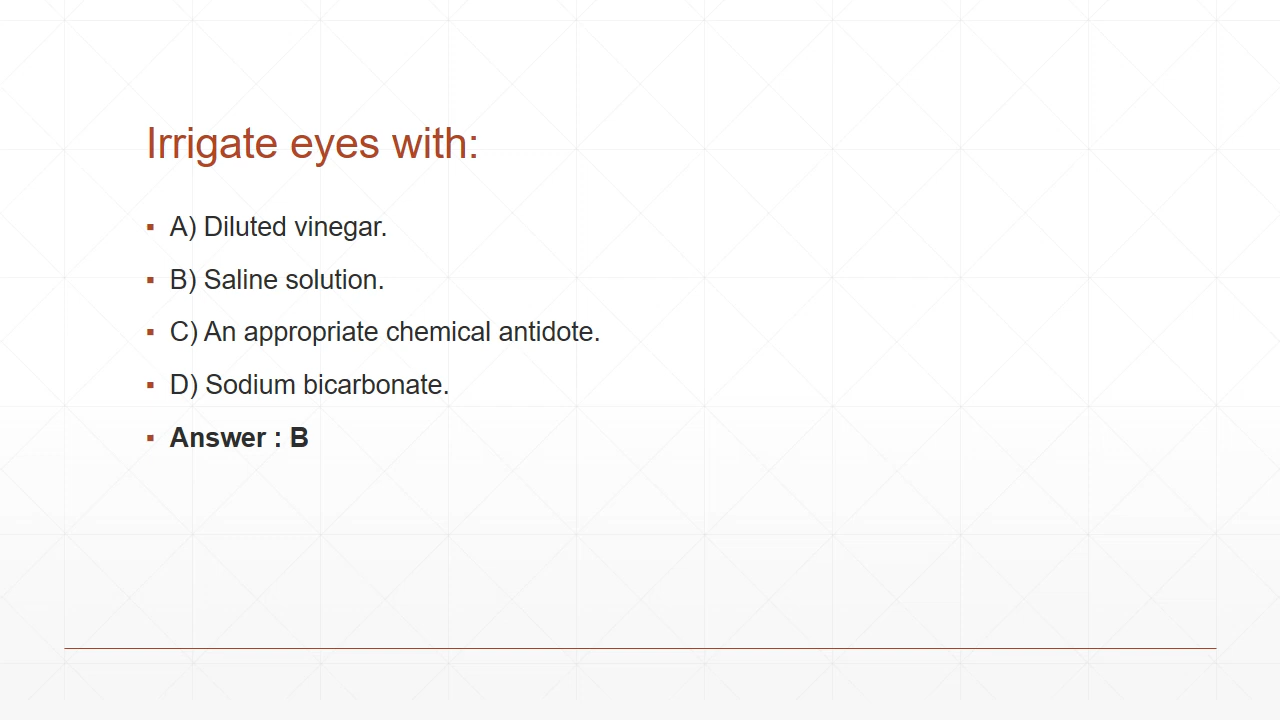 Irrigate eyes with:
▪ A) Diluted vinegar.
▪ B) Saline solution.
▪ C) An appropriate chemical antidote.
▪ D) Sodium bicarbonate.
▪ Answer : B